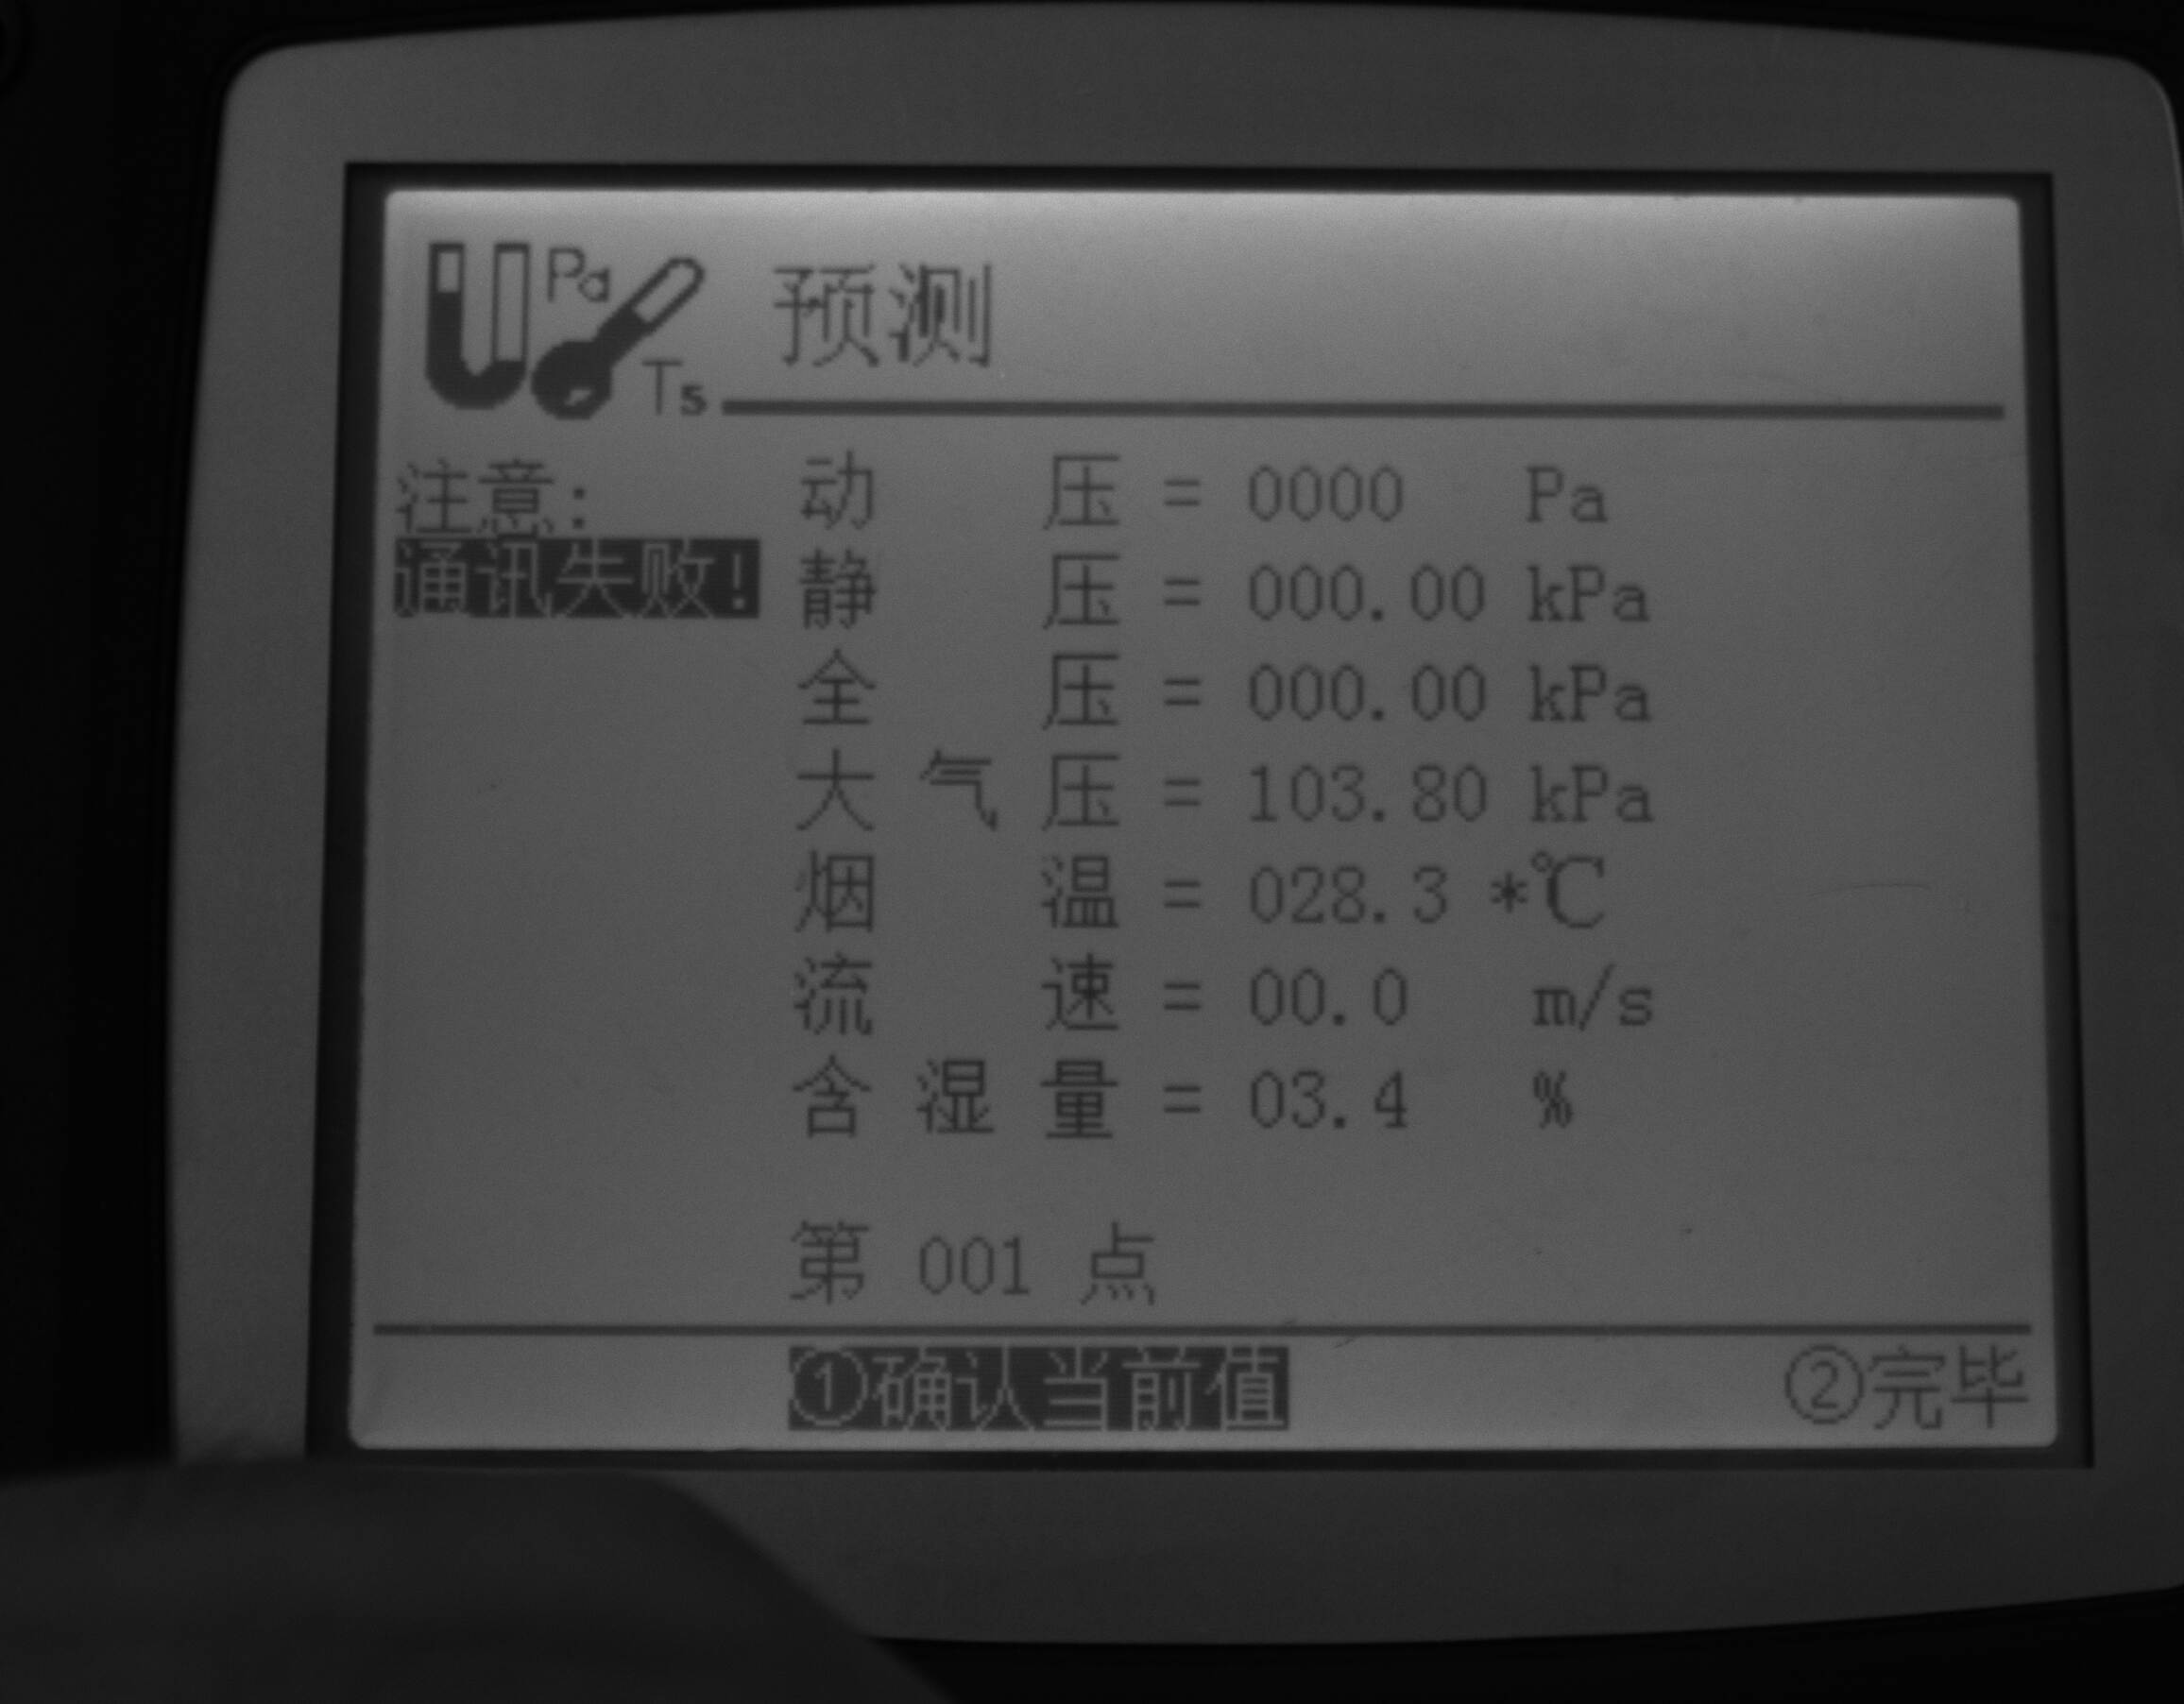 Pa
Ts
预测
注意:
通讯失败!
动 压 = 0000 Pa
静 压 = 000.00 kPa
全 压 = 000.00 kPa
大 气 压 = 103.80 kPa
烟 温 = 028.3 *℃
流 速 = 00.0 m/s
含 湿 量 = 03.4 %
第 001 点
①确认当前值 ②完毕